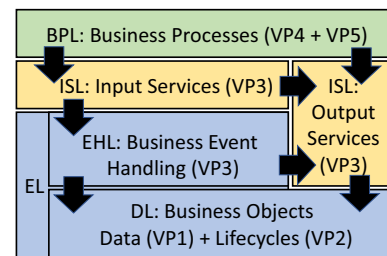 BPL: Business Processes (VP4 + VP5)
ISL: Input Services (VP3)
ISL:
Output
Services
(VP3)
EHL: Business Event
Handling (VP3)
EL
DL: Business Objects
Data (VP1) + Lifecycles (VP2)